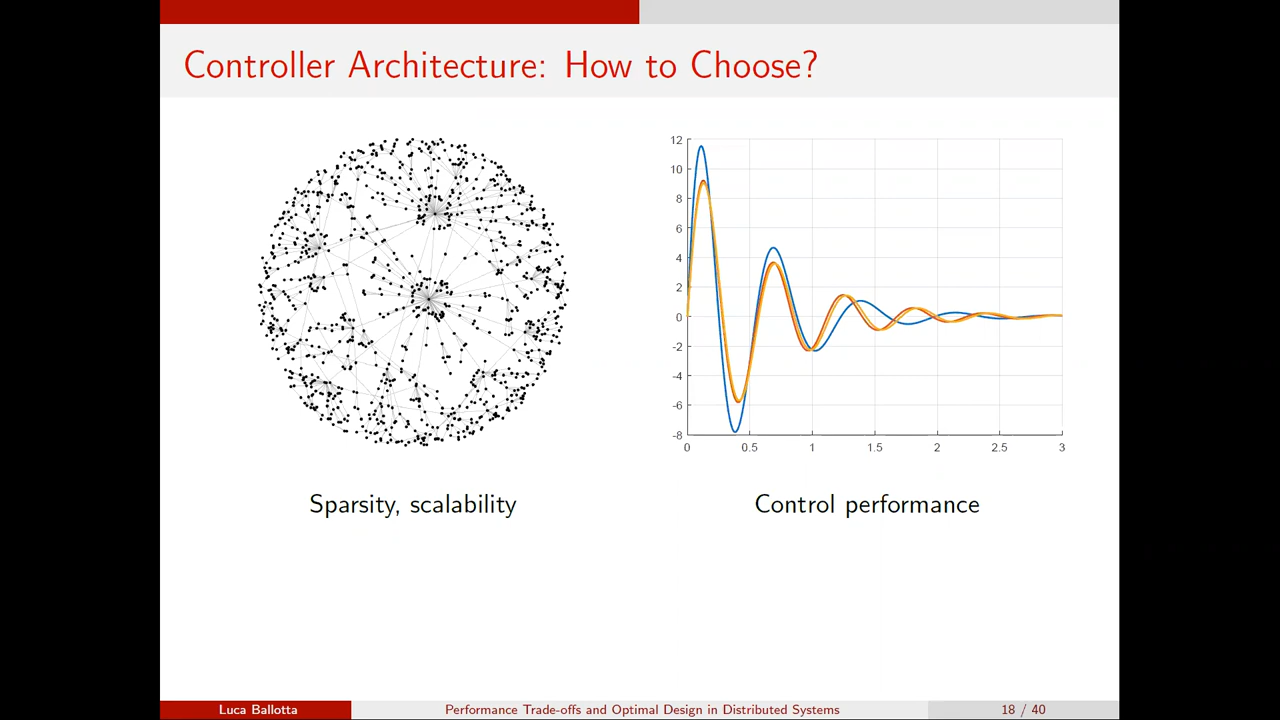 Controller Architecture: How to Choose?
12
10
8
6
4
2
0
-2
-4
-6
-8
0 0.5 1 1.5 2 2.5 3
Sparsity, scalability
Control performance
Luca Ballotta
Performance Trade-offs and Optimal Design in Distributed Systems
18 / 40